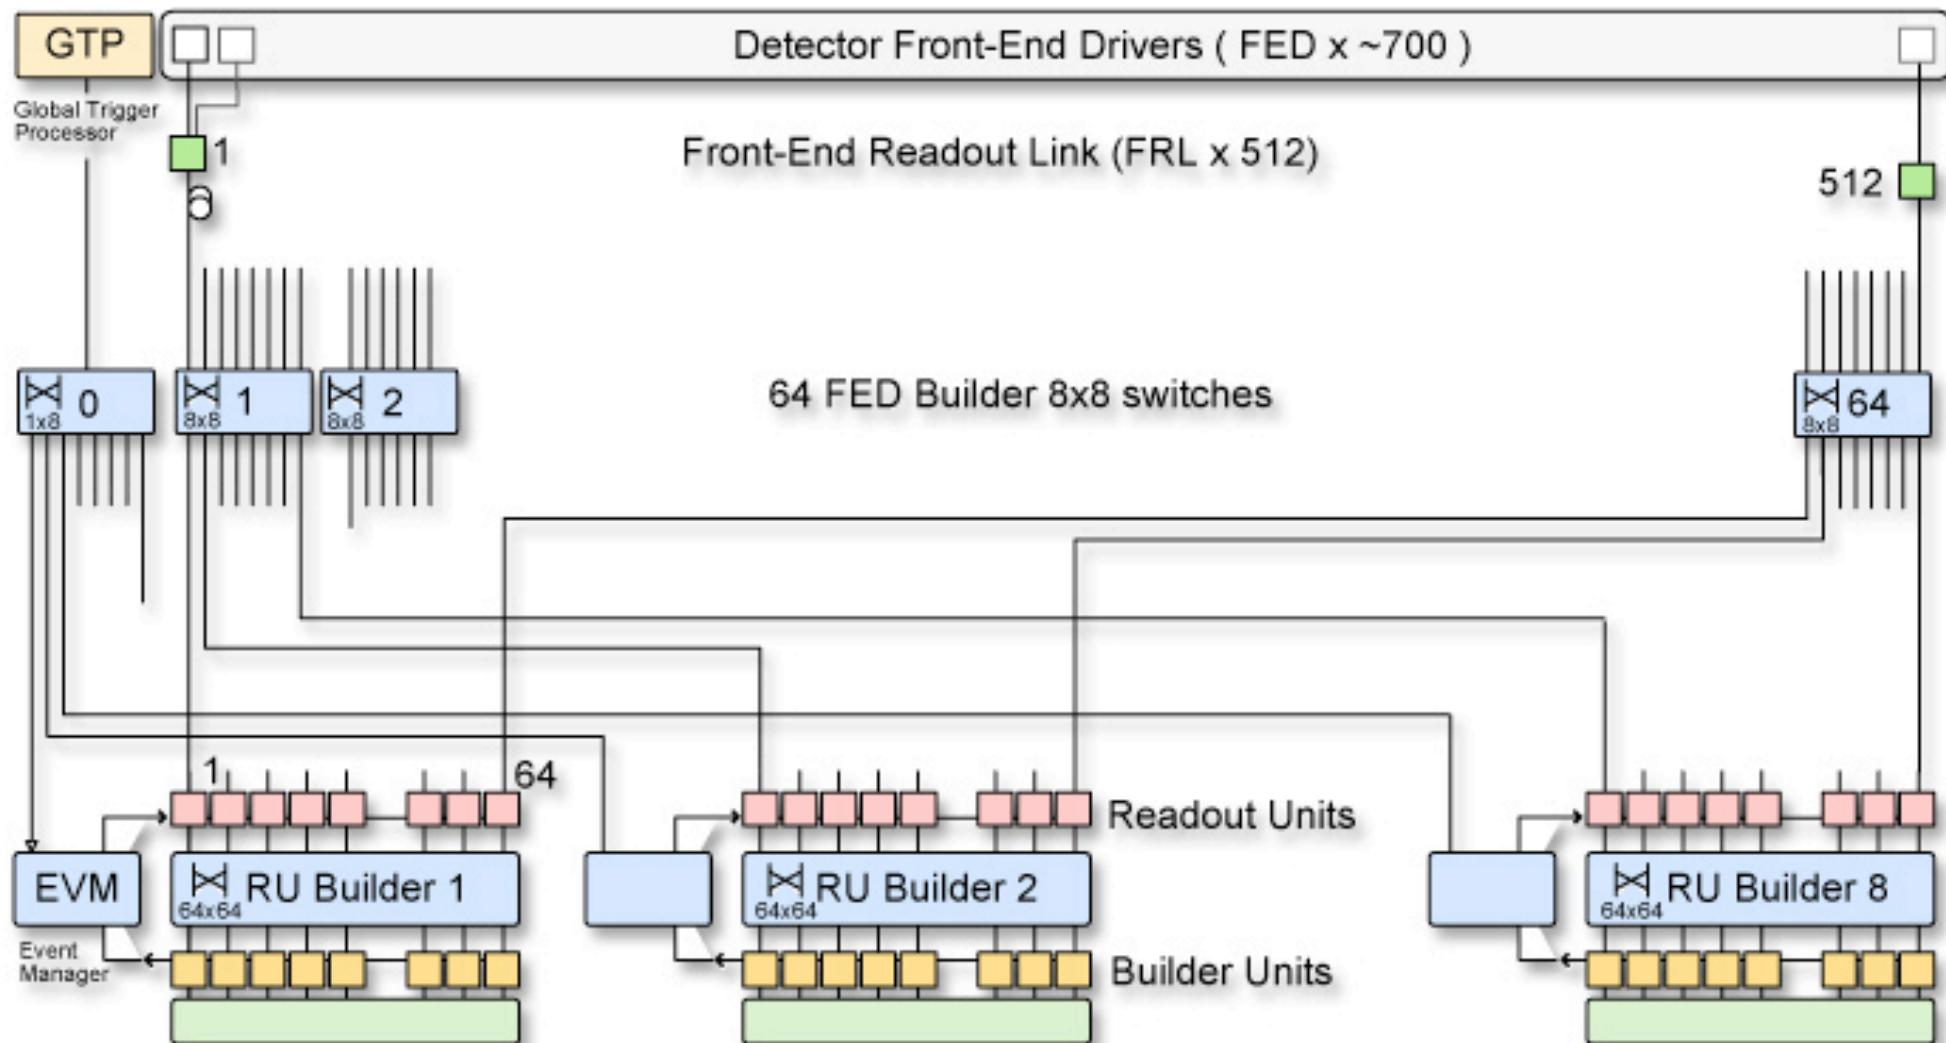 GTP
Detector Front-End Drivers ( FED x ~700 )
Global Trigger
Processor
1
Front-End Readout Link (FRL x 512)
512
0
1x8
1
8x8
2
8x8
64 FED Builder 8x8 switches
64
8x8
1
64
Readout Units
EVM
RU Builder 1
64x64
RU Builder 2
64x64
RU Builder 8
64x64
Event
Manager
Builder Units